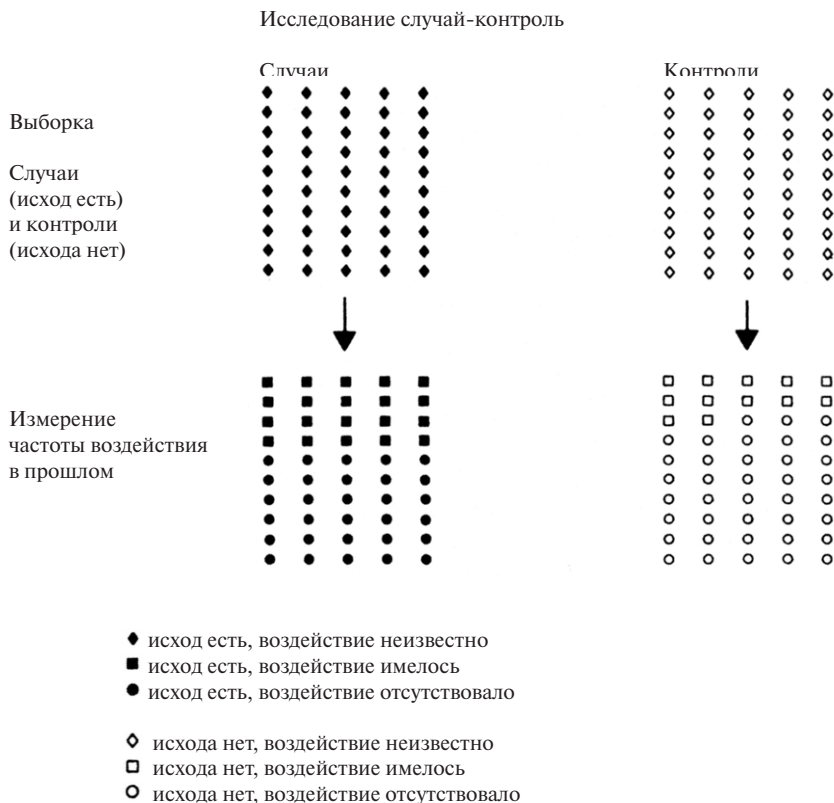 Исследование случай-контроль
Случаи
Контроли
Выборка
Случаи
(исход есть)
и контроли
(исхода нет)
Измерение
частоты воздействия
в прошлом
исход есть, воздействие неизвестно
исход есть, воздействие имелось
исход есть, воздействие отсутствовало
исхода нет, воздействие неизвестно
исхода нет, воздействие имелось
исхода нет, воздействие отсутствовало